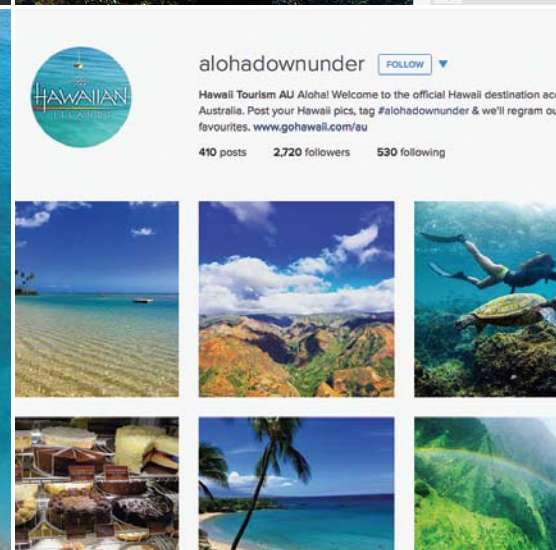 The
HAWAIIAN
ISLANDS
alohadownunder FOLLOW
Hawaii Tourism AU Aloha! Welcome to the official Hawaii destination acc
Australia. Post your Hawaii pics, tag #alohadownunder & we'll regram ou
favourites. www.gohawaii.com/au
410 posts 2,720 followers 530 following